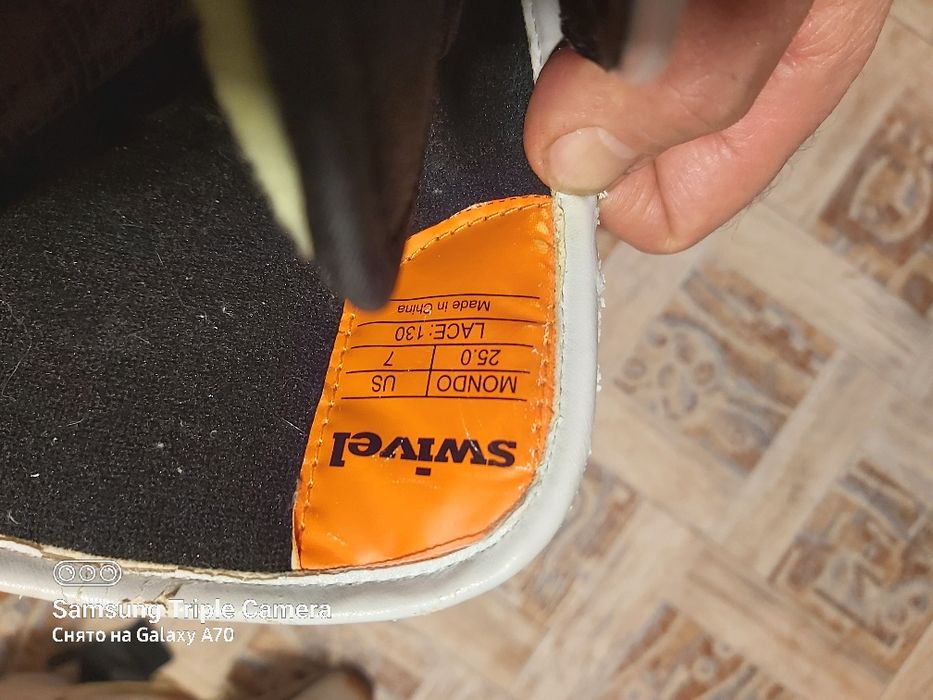 swivel
MONDO US
25.0 7
LACE: 130
Made in China
Samsung Triple Camera
Снято на Galaxy A70